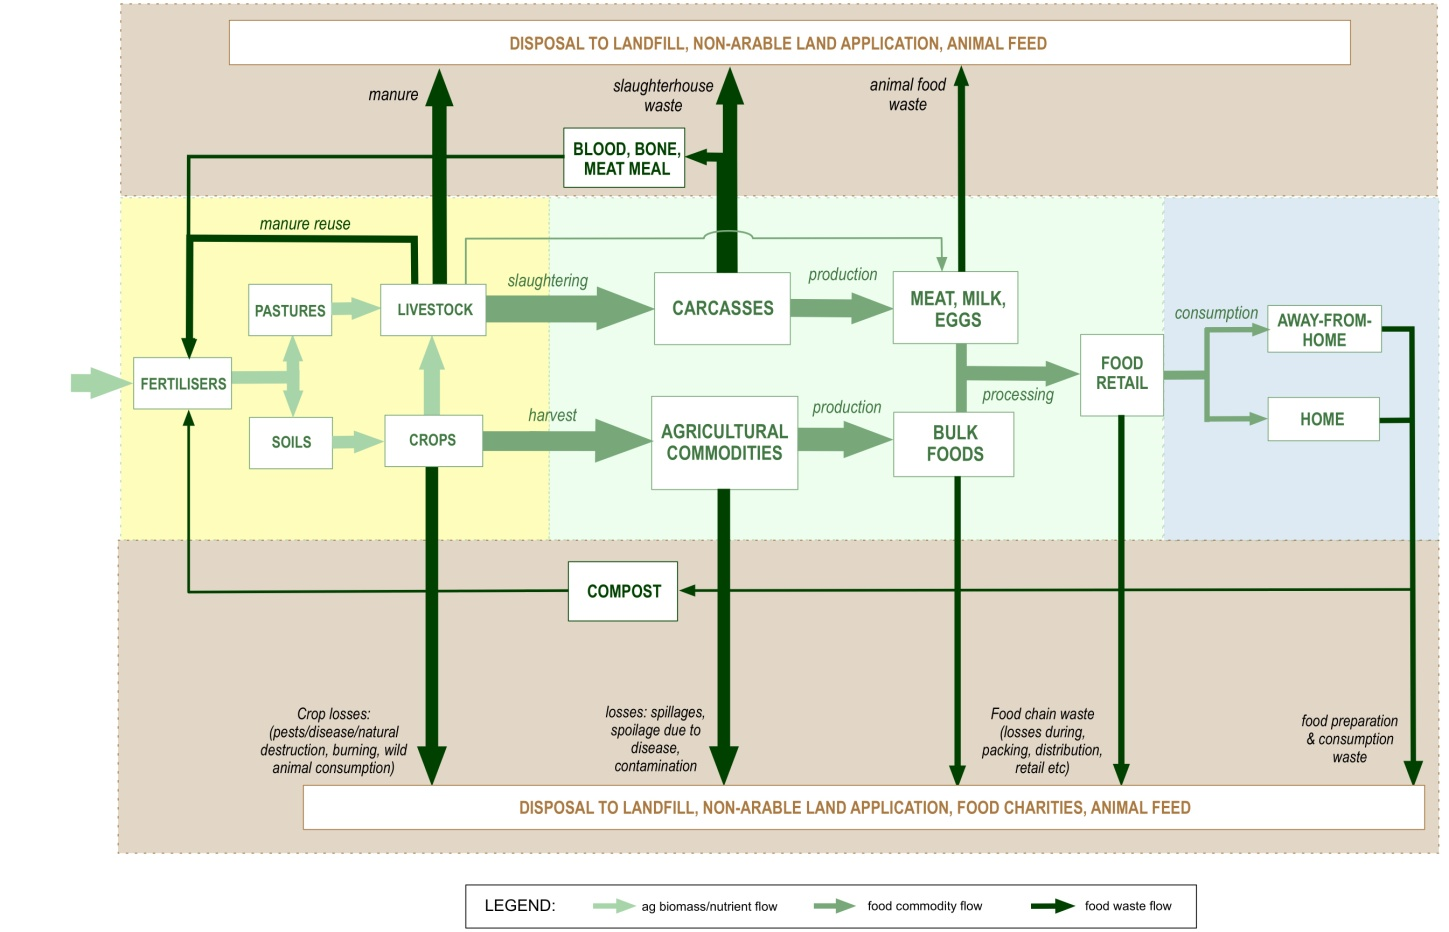 DISPOSAL TO LANDFILL, NON-ARABLE LAND APPLICATION, ANIMAL FEED
manure
slaughterhouse
waste
animal food
waste
BLOOD, BONE,
MEAT MEAL
manure reuse
slaughtering
production
PASTURES
LIVESTOCK
CARCASSES
MEAT, MILK,
EGGS
consumption
AWAY-FROM-
HOME
FERTILISERS
FOOD
RETAIL
processing
harvest
production
SOILS
CROPS
AGRICULTURAL
COMMODITIES
BULK
FOODS
HOME
COMPOST
Crop losses:
(pests/disease/natural
destruction, burning, wild
animal consumption)
losses: spillages,
spoilage due to
disease,
contamination
Food chain waste
(losses during,
packing, distribution,
retail etc)
food preparation
& consumption
waste
DISPOSAL TO LANDFILL, NON-ARABLE LAND APPLICATION, FOOD CHARITIES, ANIMAL FEED
LEGEND:
ag biomass/nutrient flow
food commodity flow
food waste flow